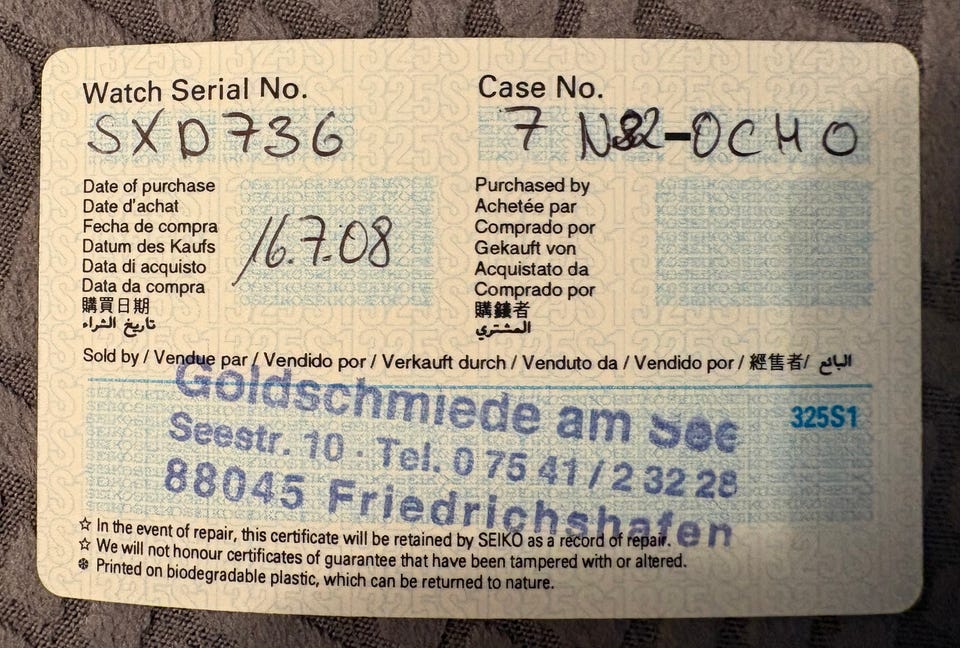 Watch Serial No.
SXD736
Case No.
7N82-0CM0
Date of purchase
Date d'achat
Fecha de compra
Datum des Kaufs
Data di acquisto
Data da compra
購買日期
تاريخ الشراء
16.7.08
Purchased by
Achetée par
Comprado por
Gekauft von
Acquistato da
Comprado por
購錶者
المشتري
Sold by / Vendue par / Vendido por / Verkauft durch / Venduto da / Vendido por / 經售者/ البائع
325S1
Goldschmiede am See
Seestr. 10 · Tel. 0 75 41 / 2 32 28
88045 Friedrichshafen
☆ In the event of repair, this certificate will be retained by SEIKO as a record of repair.
☆ We will not honour certificates of guarantee that have been tampered with or altered.
❆ Printed on biodegradable plastic, which can be returned to nature.